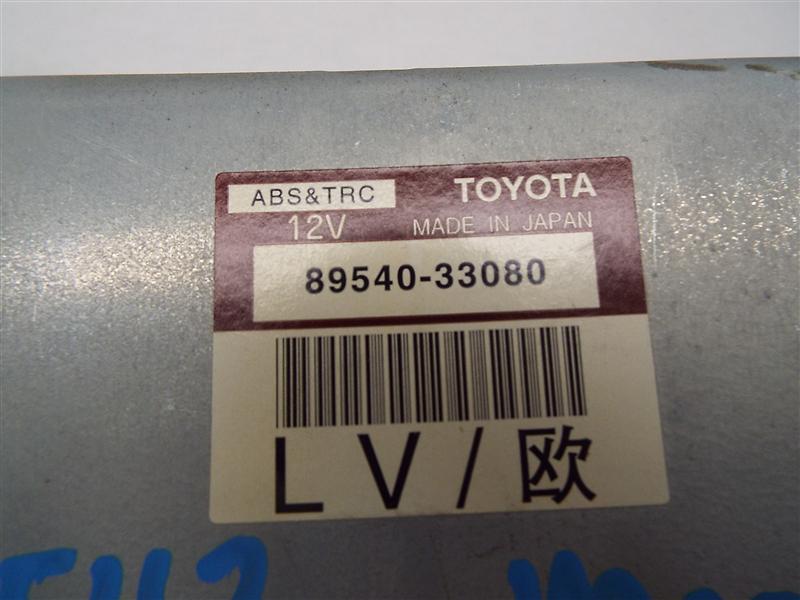 ABS&TRC TOYOTA
12V MADE IN JAPAN
89540-33080
LV/欧